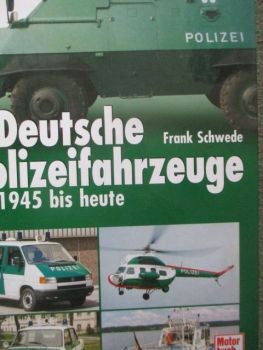 POLIZEI
Deutsche
Frank Schwede
olizeifahrzeuge
1945 bis heute
POLIZEI
POLIZEI
Motor